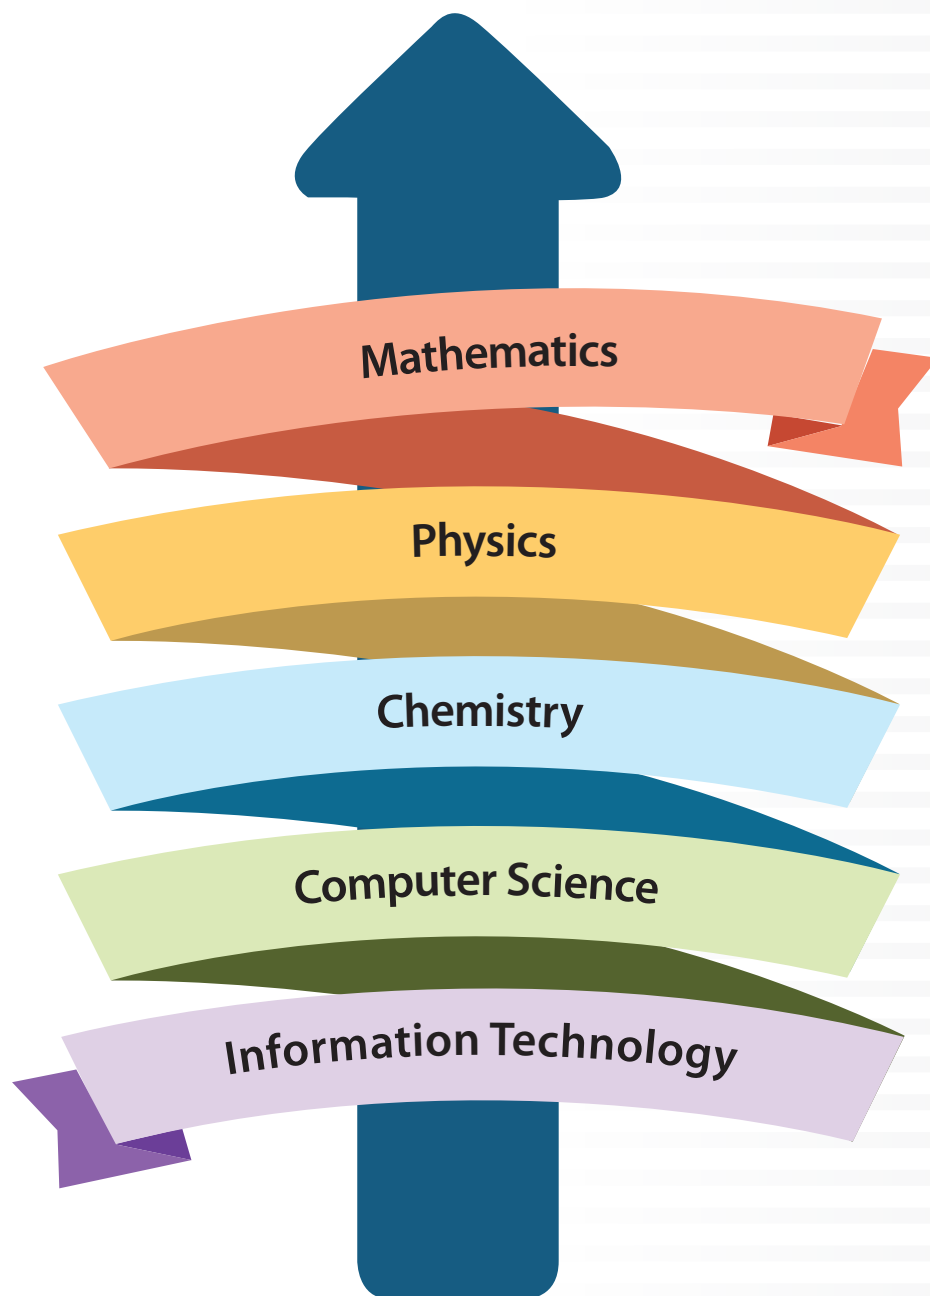 Mathematics
Physics
Chemistry
Computer Science
Information Technology